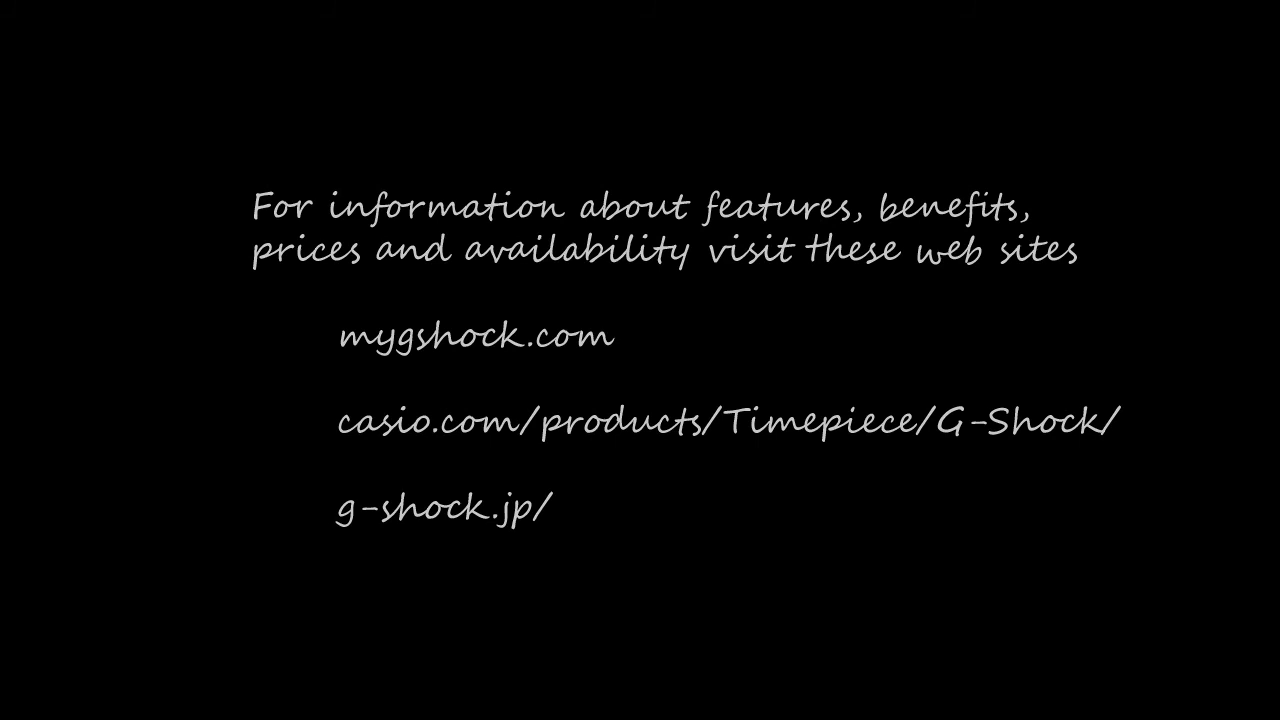 For information about features, benefits,
prices and availability visit these web sites
mygshock.com
casio.com/products/Timepiece/G-Shock/
g-shock.jp/